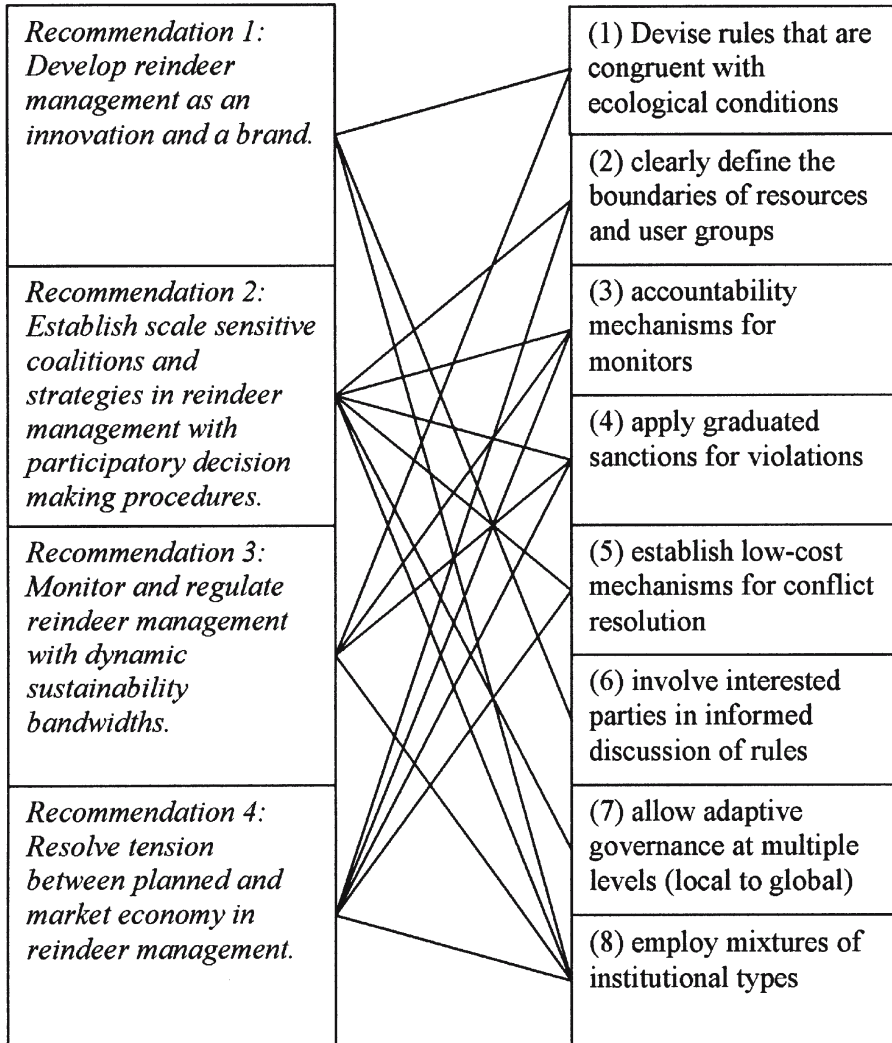 Recommendation 1:
Develop reindeer
management as an
innovation and a brand.
Recommendation 2:
Establish scale sensitive
coalitions and
strategies in reindeer
management with
participatory decision
making procedures.
Recommendation 3:
Monitor and regulate
reindeer management
with dynamic
sustainability
bandwidths.
Recommendation 4:
Resolve tension
between planned and
market economy in
reindeer management.
(1) Devise rules that are
congruent with
ecological conditions
(2) clearly define the
boundaries of resources
and user groups
(3) accountability
mechanisms for
monitors
(4) apply graduated
sanctions for violations
(5) establish low-cost
mechanisms for conflict
resolution
(6) involve interested
parties in informed
discussion of rules
(7) allow adaptive
governance at multiple
levels (local to global)
(8) employ mixtures of
institutional types